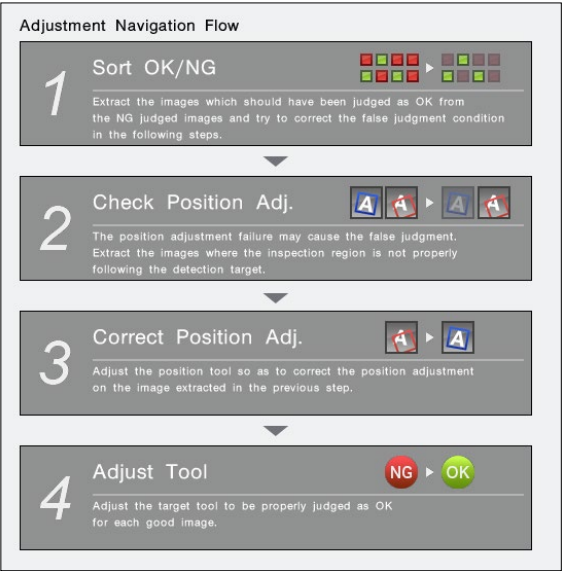 Adjustment Navigation Flow
1
Sort OK/NG
Extract the images which should have been judged as OK from
the NG judged images and try to correct the false judgment condition
in the following steps.
2
Check Position Adj.
A A A A
The position adjustment failure may cause the false judgment.
Extract the images where the inspection region is not properly
following the detection target.
3
Correct Position Adj.
A A
Adjust the position tool so as to correct the position adjustment
on the image extracted in the previous step.
4
Adjust Tool
NG OK
Adjust the target tool to be properly judged as OK
for each good image.